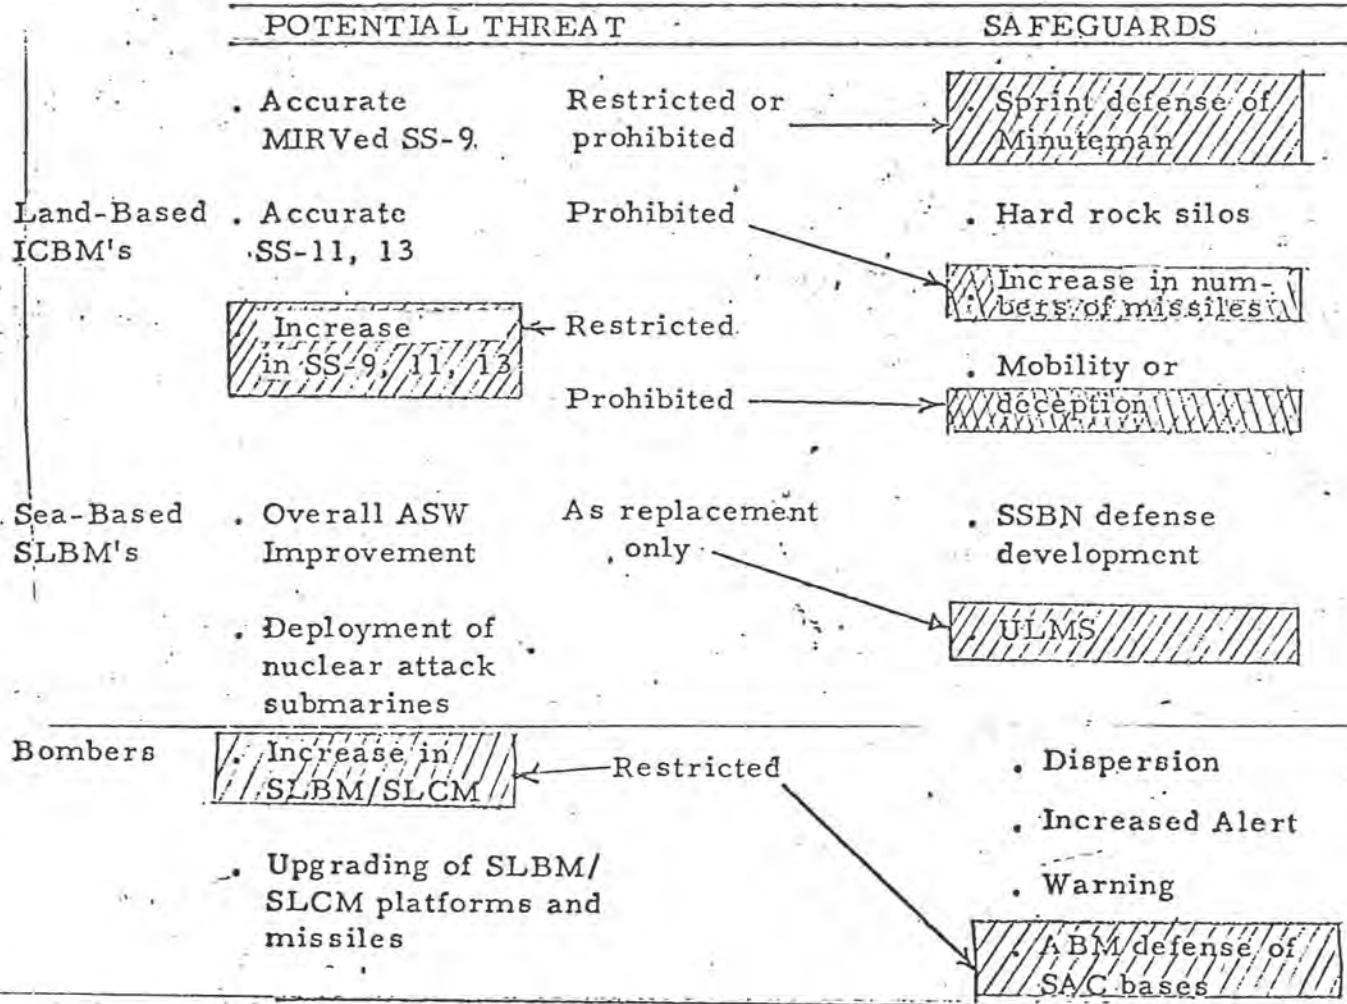 POTENTIAL THREAT
SAFEGUARDS
Land-Based
ICBM's
. Accurate
MIRVed SS-9.
Restricted or
prohibited
. Sprint defense of
Minuteman
. Accurate
SS-11, 13
Prohibited
. Hard rock silos
. Increase in num-
bers of missiles
Increase
in SS-9, 11, 13
Restricted
. Mobility or
deception
Prohibited
Sea-Based
SLBM's
. Overall ASW
Improvement
As replacement
only
. SSBN defense
development
. ULMS
. Deployment of
nuclear attack
submarines
Bombers
. Increase in
SLBM/SLCM
Restricted
. Dispersion
. Increased Alert
. Upgrading of SLBM/
SLCM platforms and
missiles
. Warning
. ABM defense of
SAC bases